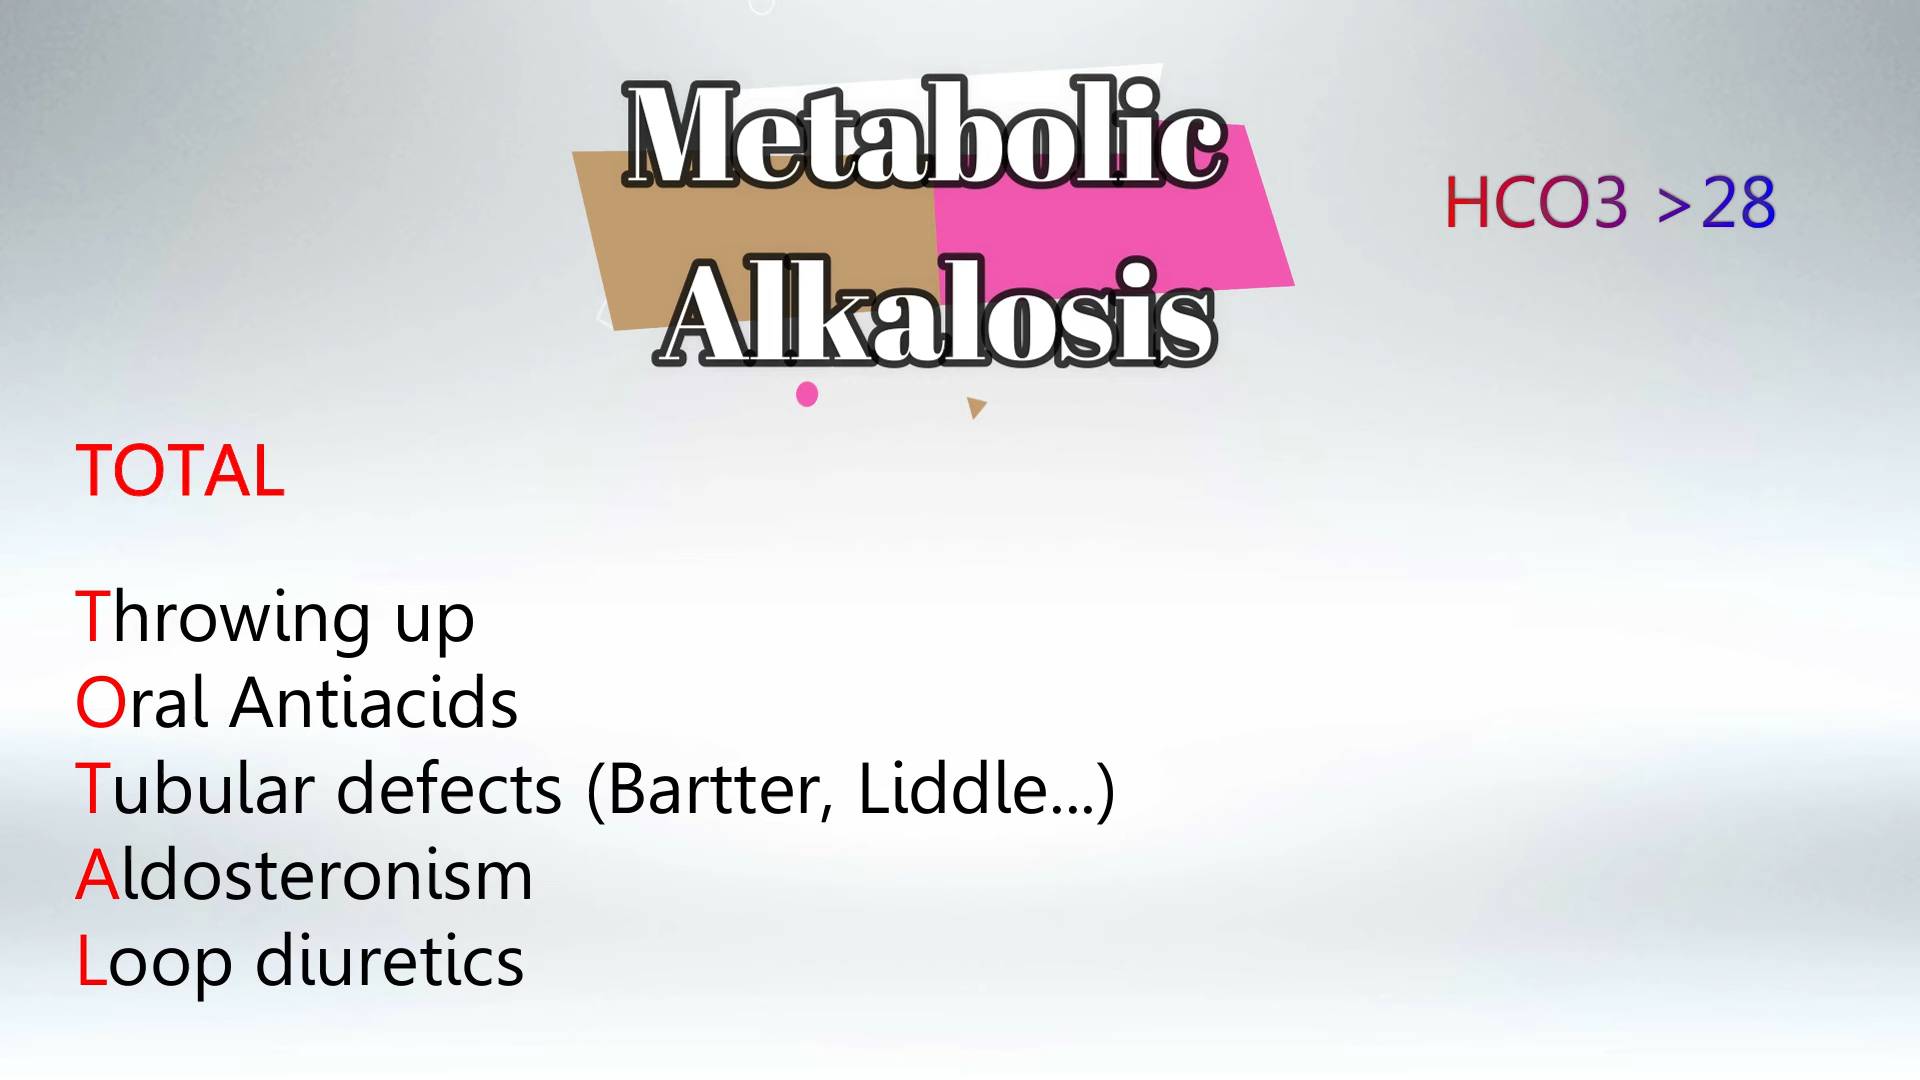 Metabolic
Alkalosis
HCO3 >28
TOTAL
Throwing up
Oral Antiacids
Tubular defects (Bartter, Liddle...)
Aldosteronism
Loop diuretics